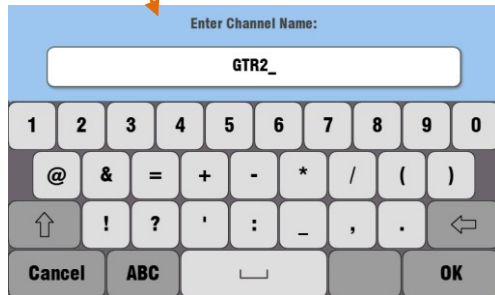 Enter Channel Name:
GTR2_
1 2 3 4 5 6 7 8 9 0
@ & = + - * / ( )
! ? ' : _ , .
Cancel ABC OK